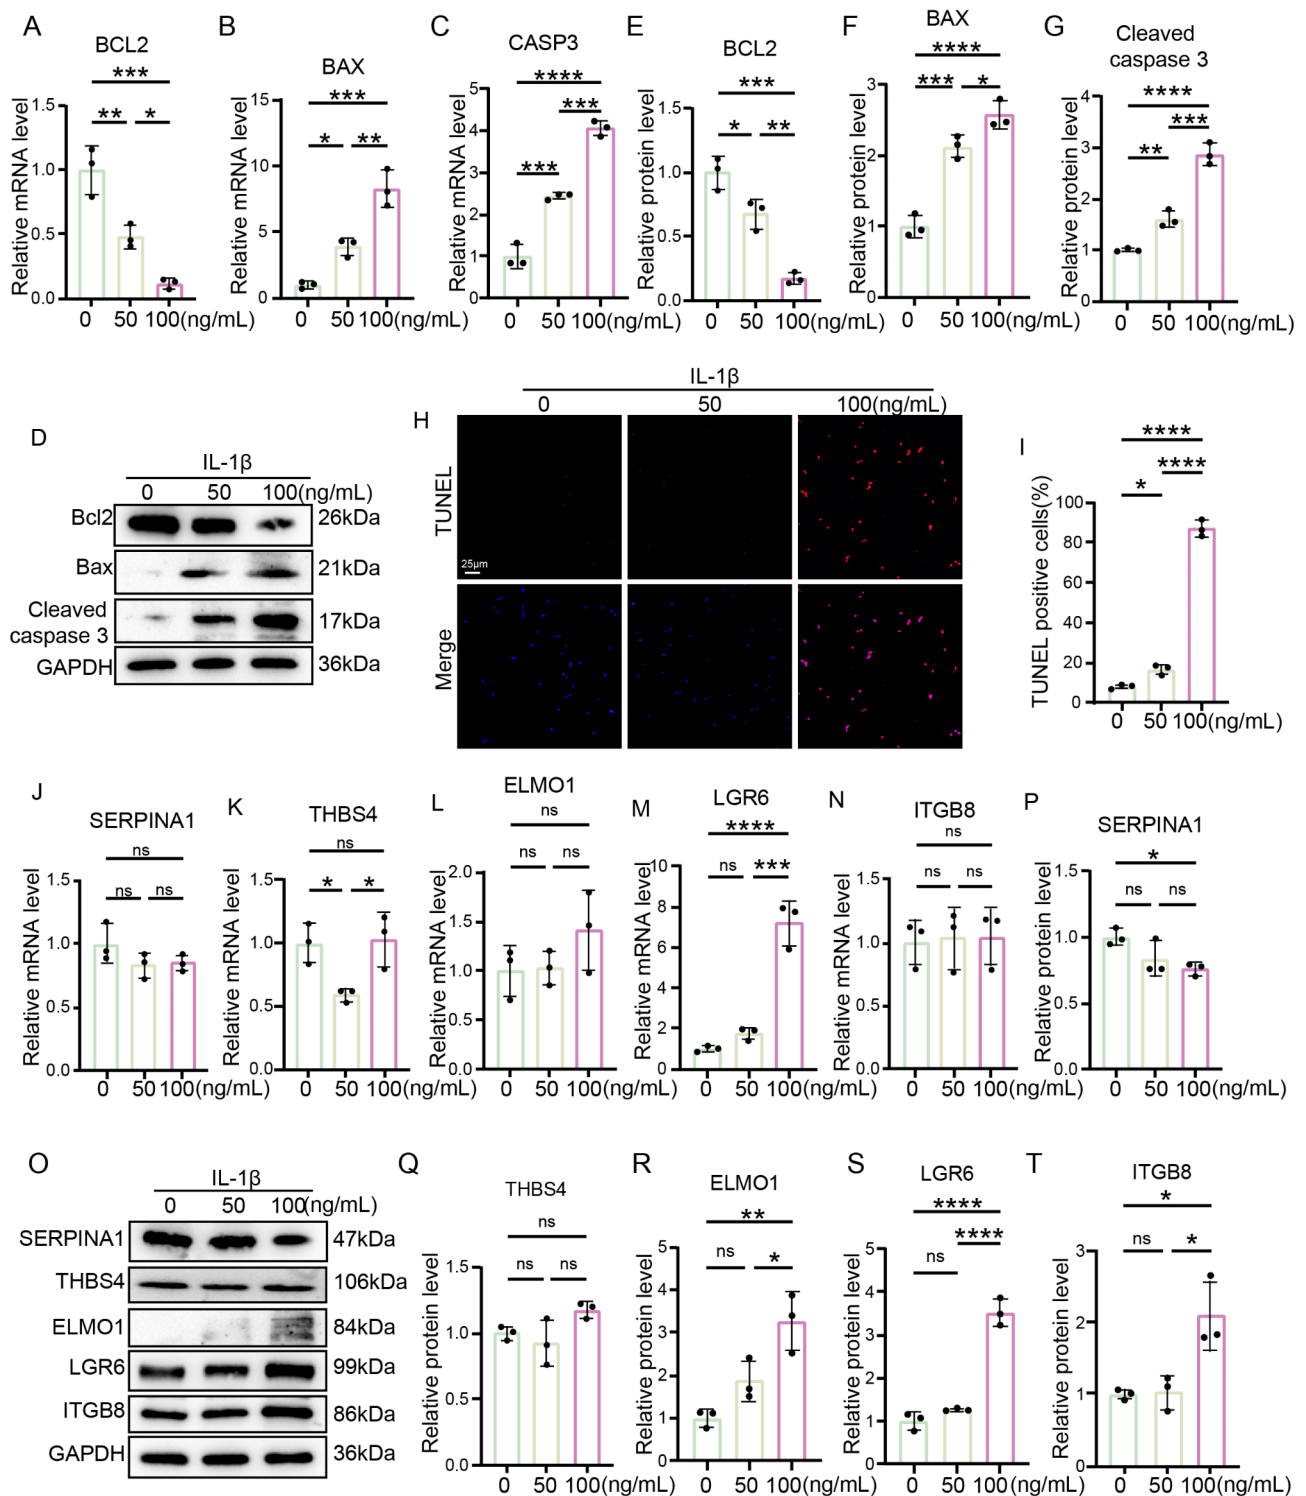 A
BCL2
***
**
*
Relative mRNA level
1.5
1.0
0.5
0.0
0
50
100(ng/mL)
B
BAX
***
*
**
Relative mRNA level
15
10
5
0
0
50
100(ng/mL)
C
CASP3
****
***
***
Relative mRNA level
5
4
3
2
1
0
0
50
100(ng/mL)
E
BCL2
***
*
**
Relative protein level
1.5
1.0
0.5
0.0
0
50
100(ng/mL)
F
BAX
****
***
*
Relative protein level
3
2
1
0
0
50
100(ng/mL)
G
Cleaved
caspase 3
****
***
**
Relative protein level
4
3
2
1
0
0
50
100(ng/mL)
D
IL-1β
0
50
100(ng/mL)
Bcl2
26kDa
Bax
21kDa
Cleaved
caspase 3
17kDa
GAPDH
36kDa
H
IL-1β
0
50
100(ng/mL)
TUNEL
25μm
Merge
I
****
****
*
TUNEL positive cells(%)
100
80
60
40
20
0
0
50
100(ng/mL)
J
SERPINA1
ns
ns
ns
Relative mRNA level
1.5
1.0
0.5
0.0
0
50
100(ng/mL)
K
THBS4
ns
*
*
Relative mRNA level
1.5
1.0
0.5
0.0
0
50
100(ng/mL)
L
ELMO1
ns
ns
ns
Relative mRNA level
2.0
1.5
1.0
0.5
0.0
0
50
100(ng/mL)
M
LGR6
****
ns
***
Relative mRNA level
10
8
6
4
2
0
0
50
100(ng/mL)
N
ITGB8
ns
ns
ns
Relative mRNA level
1.5
1.0
0.5
0.0
0
50
100(ng/mL)
P
SERPINA1
*
ns
ns
Relative protein level
1.5
1.0
0.5
0.0
0
50
100(ng/mL)
O
IL-1β
0
50
100(ng/mL)
SERPINA1
47kDa
THBS4
106kDa
ELMO1
84kDa
LGR6
99kDa
ITGB8
86kDa
GAPDH
36kDa
Q
THBS4
ns
ns
ns
Relative protein level
1.5
1.0
0.5
0.0
0
50
100(ng/mL)
R
ELMO1
**
ns
*
Relative protein level
5
4
3
2
1
0
0
50
100(ng/mL)
S
LGR6
****
****
ns
Relative protein level
5
4
3
2
1
0
0
50
100(ng/mL)
T
ITGB8
*
ns
*
Relative protein level
3
2
1
0
0
50
100(ng/mL)